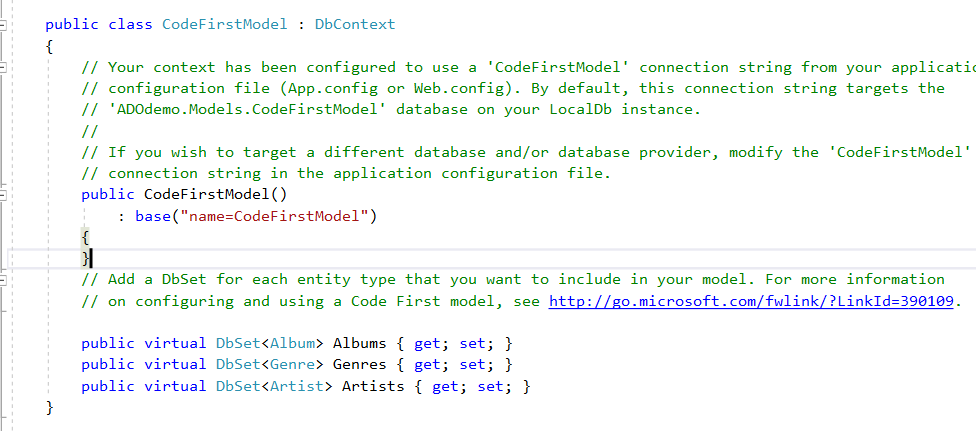 public class CodeFirstModel : DbContext
{
// Your context has been configured to use a 'CodeFirstModel' connection string from your
// configuration file (App.config or Web.config). By default, this connection string targets the
// 'ADOdemo.Models.CodeFirstModel' database on your LocalDb instance.
//
// If you wish to target a different database and/or database provider, modify the 'CodeFirstModel'
// connection string in the application configuration file.
public CodeFirstModel()
: base("name=CodeFirstModel")
{
}
// Add a DbSet for each entity type that you want to include in your model. For more information
// on configuring and using a Code First model, see http://go.microsoft.com/fwlink/?LinkId=390109.
public virtual DbSet<Album> Albums { get; set; }
public virtual DbSet<Genre> Genres { get; set; }
public virtual DbSet<Artist> Artists { get; set; }
}